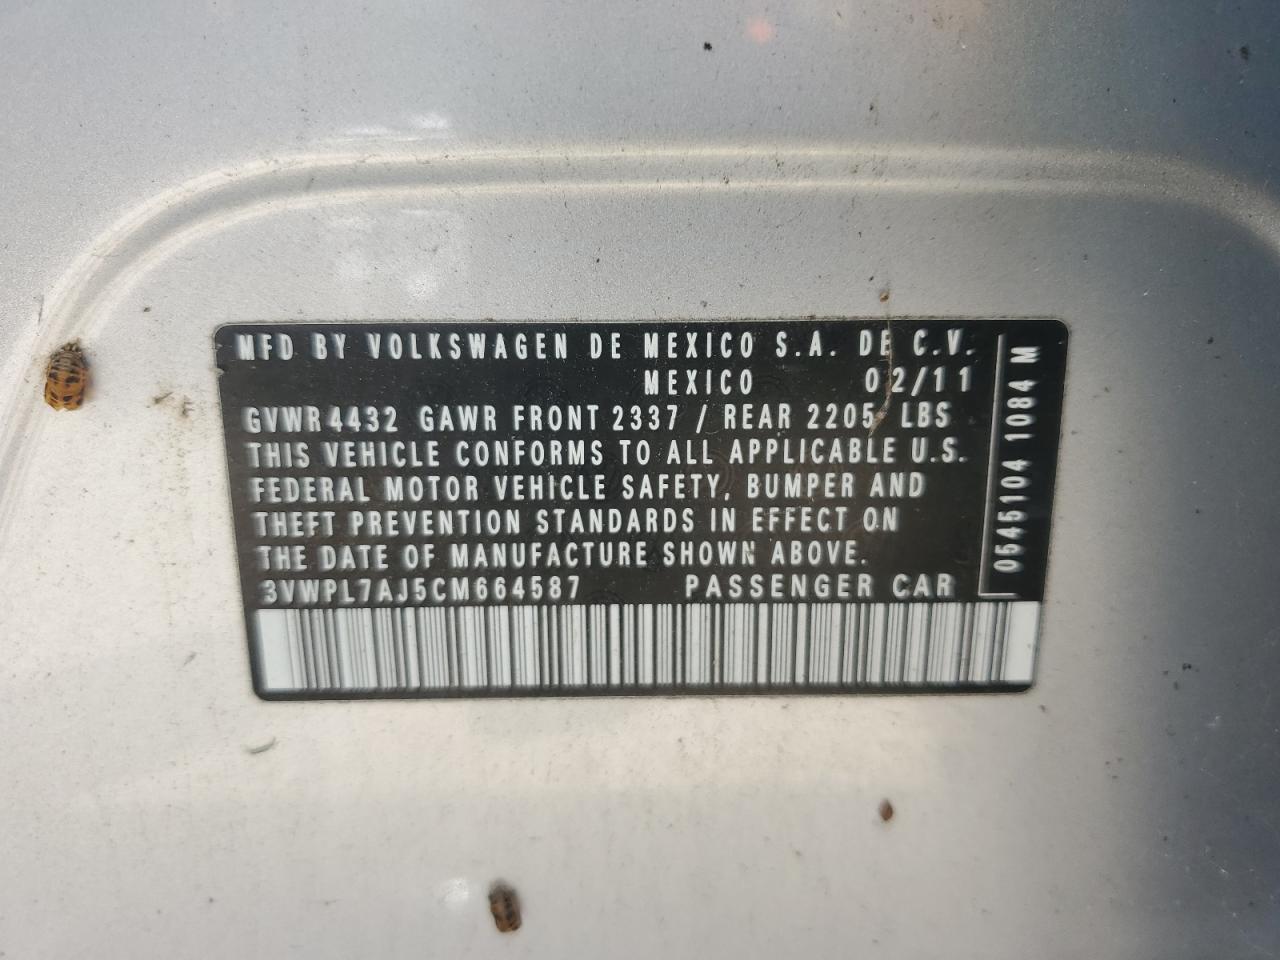 MFD BY VOLKSWAGEN DE MEXICO S.A. DE C.V.
MEXICO 02/11
GVWR 4432 GAWR FRONT 2337 / REAR 2205 LBS
THIS VEHICLE CONFORMS TO ALL APPLICABLE U.S.
FEDERAL MOTOR VEHICLE SAFETY, BUMPER AND
THEFT PREVENTION STANDARDS IN EFFECT ON
THE DATE OF MANUFACTURE SHOWN ABOVE.
3VWPL7AJ5CM664587 PASSENGER CAR
0545104 1084 M